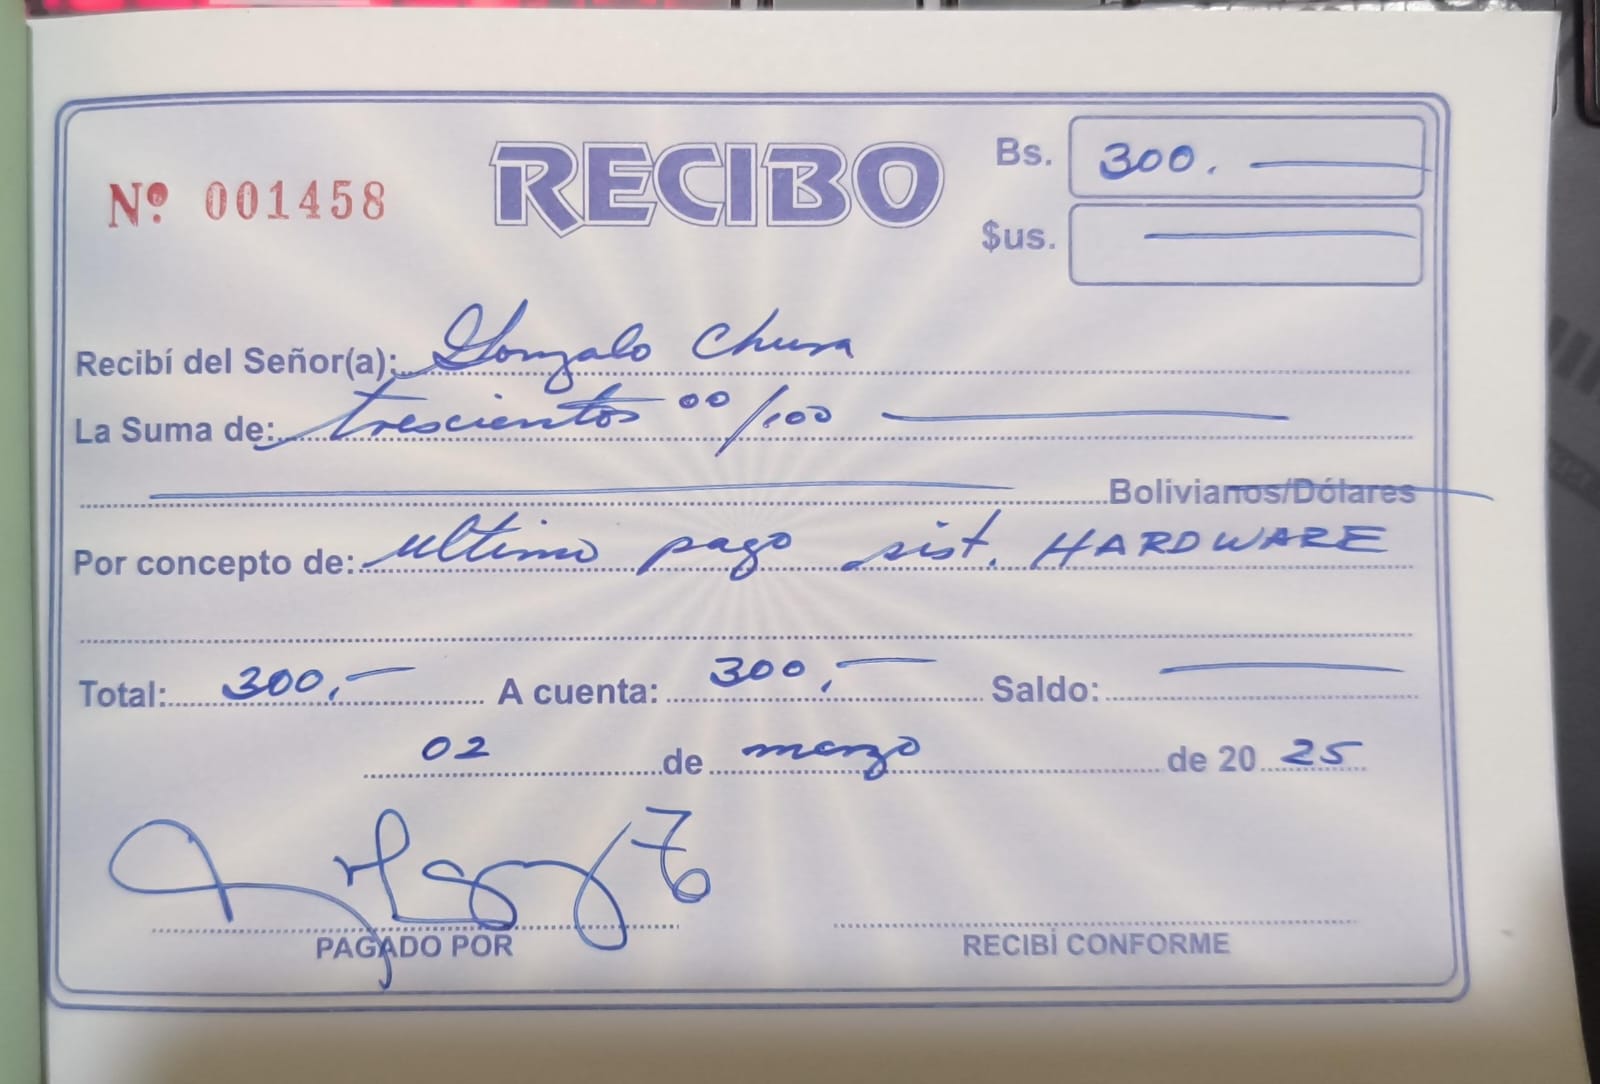 Nº 001458
RECIBO
Bs. 300.
$us.
Recibí del Señor(a): Gonzalo Chura
La Suma de: trescientos 00/100
Bolivianos/Dólares
Por concepto de: ultimo pago sist. HARDWARE
Total: 300,- A cuenta: 300,- Saldo:
02 de marzo de 20 25
PAGADO POR RECIBÍ CONFORME